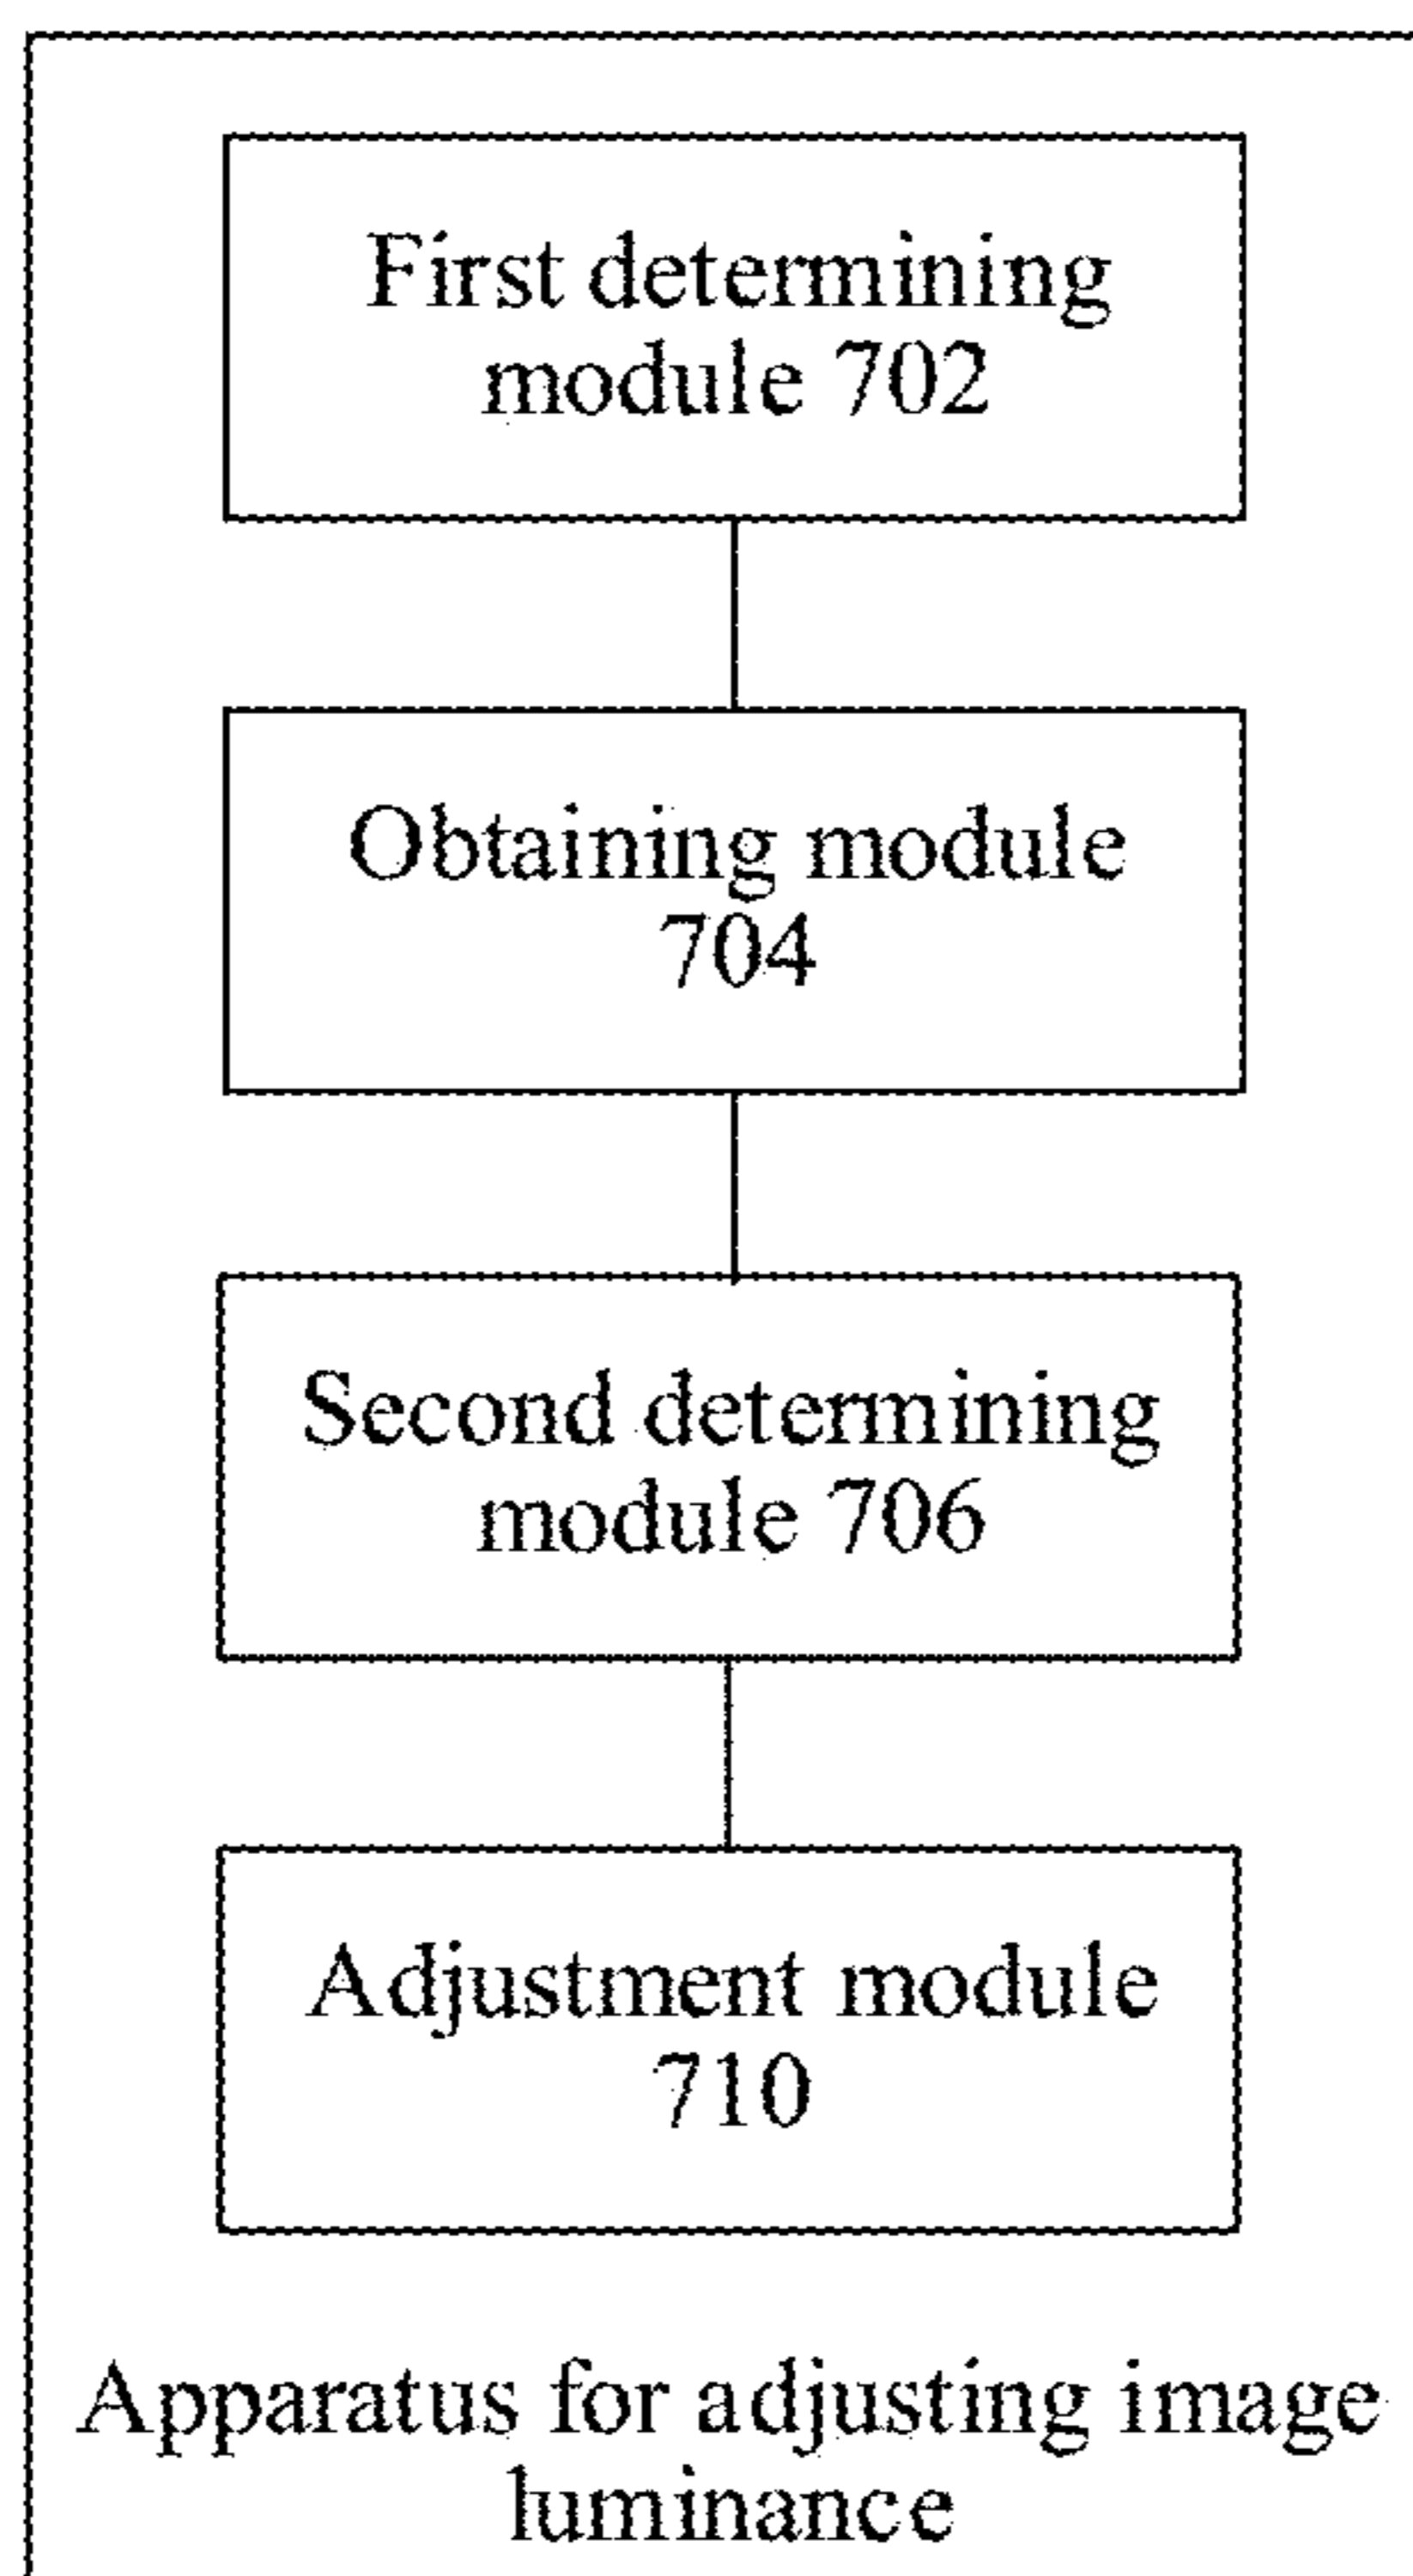 First determining
module 702
Obtaining module
704
Second determining
module 706
Adjustment module
710
Apparatus for adjusting image
luminance